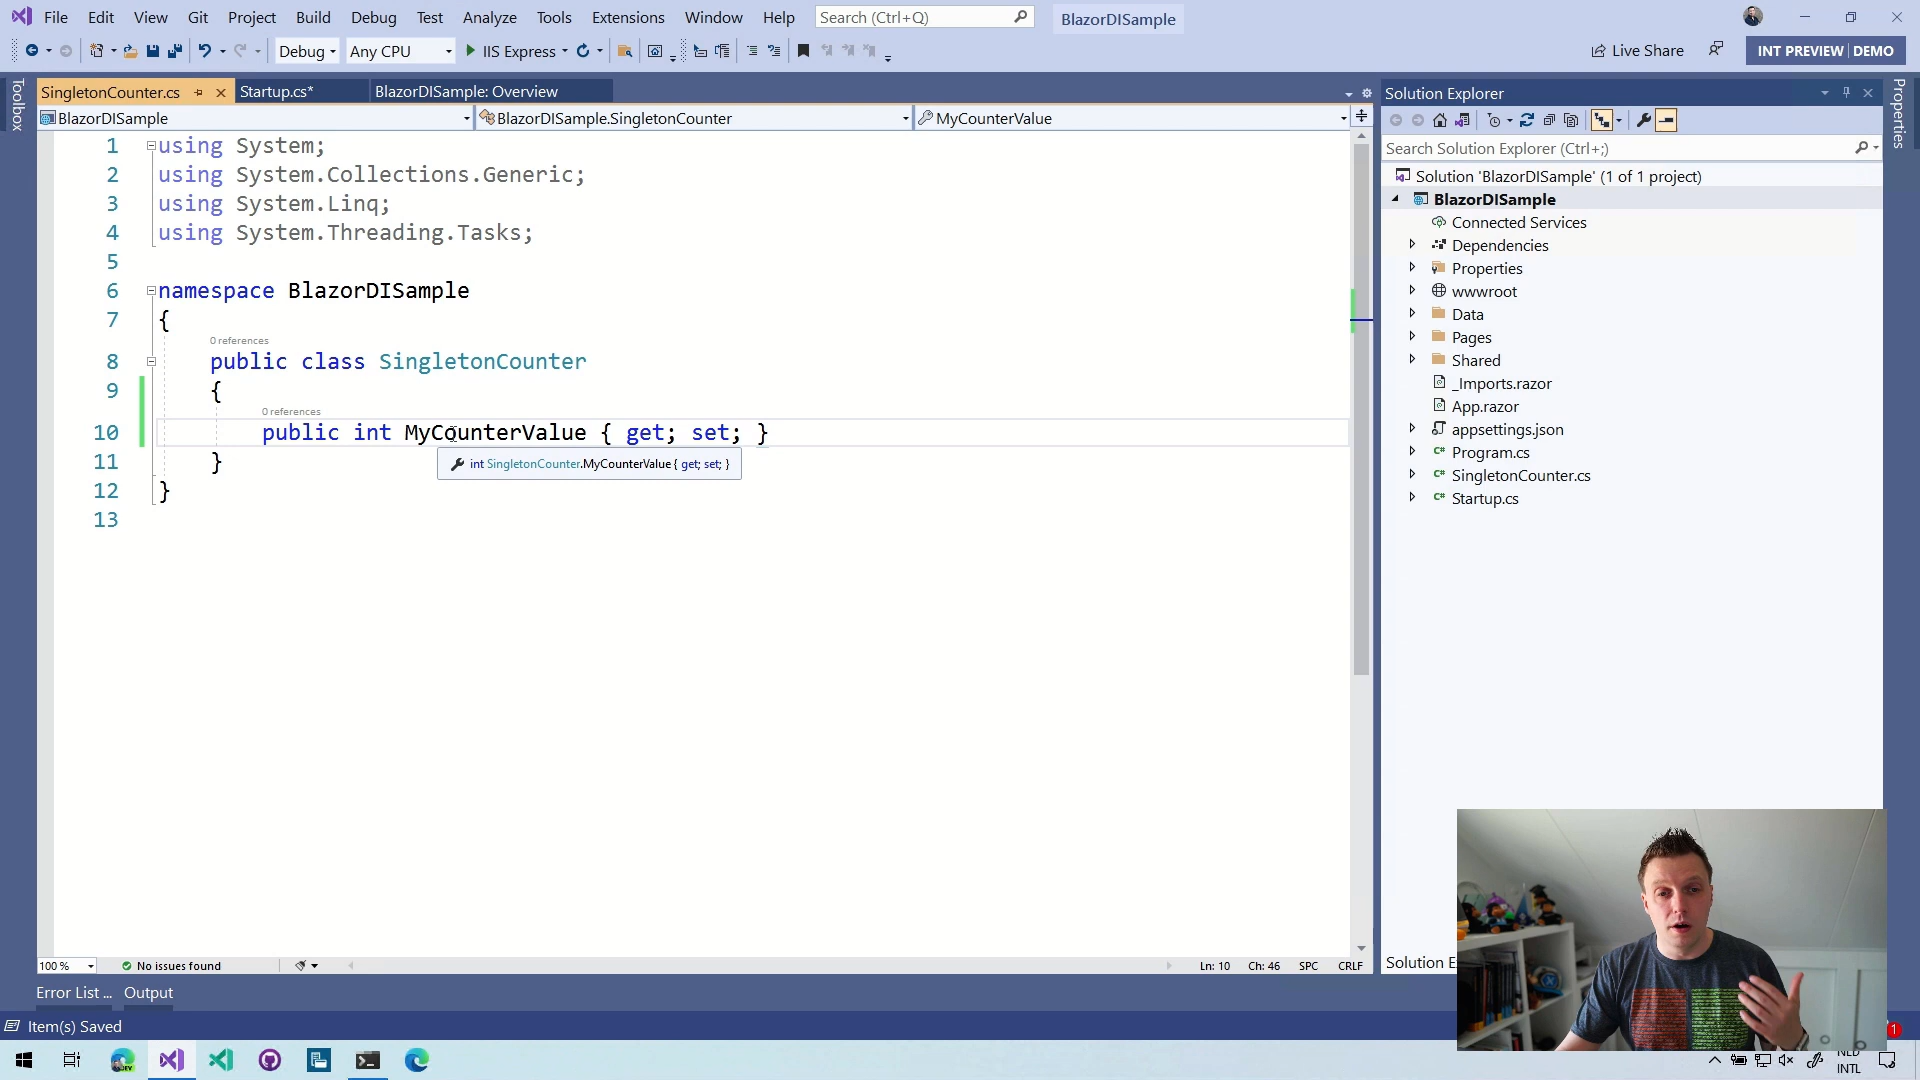 File Edit View Git Project Build Debug Test Analyze Tools Extensions Window Help Search (Ctrl+Q) BlazorDISample
Debug Any CPU IIS Express Live Share INT PREVIEW | DEMO
Toolbox
SingletonCounter.cs Startup.cs* BlazorDISample: Overview
BlazorDISample BlazorDISample.SingletonCounter MyCounterValue
1 using System;
2 using System.Collections.Generic;
3 using System.Linq;
4 using System.Threading.Tasks;
5
6 namespace BlazorDISample
7 {
0 references
8 public class SingletonCounter
9 {
0 references
10 public int MyCounterValue { get; set; }
11 }
int SingletonCounter.MyCounterValue { get; set; }
12 }
13
100 % No issues found Ln: 10 Ch: 46 SPC CRLF
Error List ... Output
Item(s) Saved
Solution Explorer
Search Solution Explorer (Ctrl+;)
Solution 'BlazorDISample' (1 of 1 project)
BlazorDISample
Connected Services
Dependencies
Properties
wwwroot
Data
Pages
Shared
_Imports.razor
App.razor
appsettings.json
C# Program.cs
C# SingletonCounter.cs
C# Startup.cs
Solution E
Properties
1
DEV
NLD
INTL